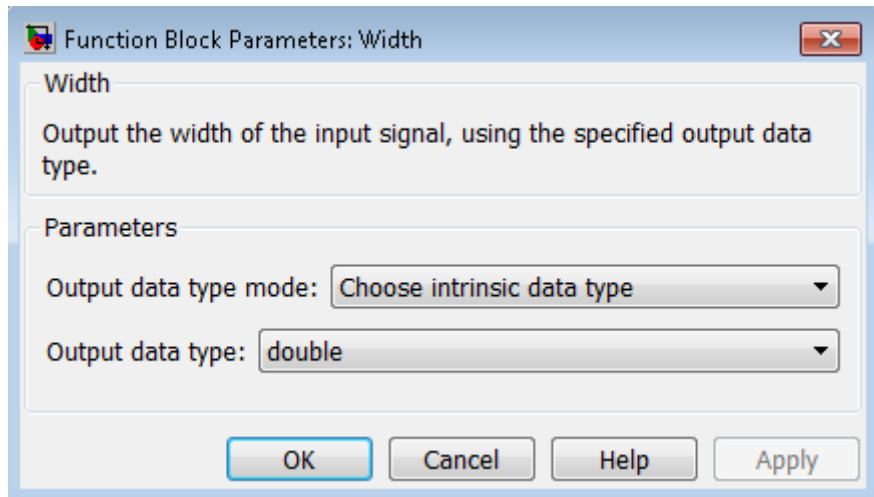 Function Block Parameters: Width
Width
Output the width of the input signal, using the specified output data
type.
Parameters
Output data type mode: Choose intrinsic data type
Output data type: double
OK Cancel Help Apply